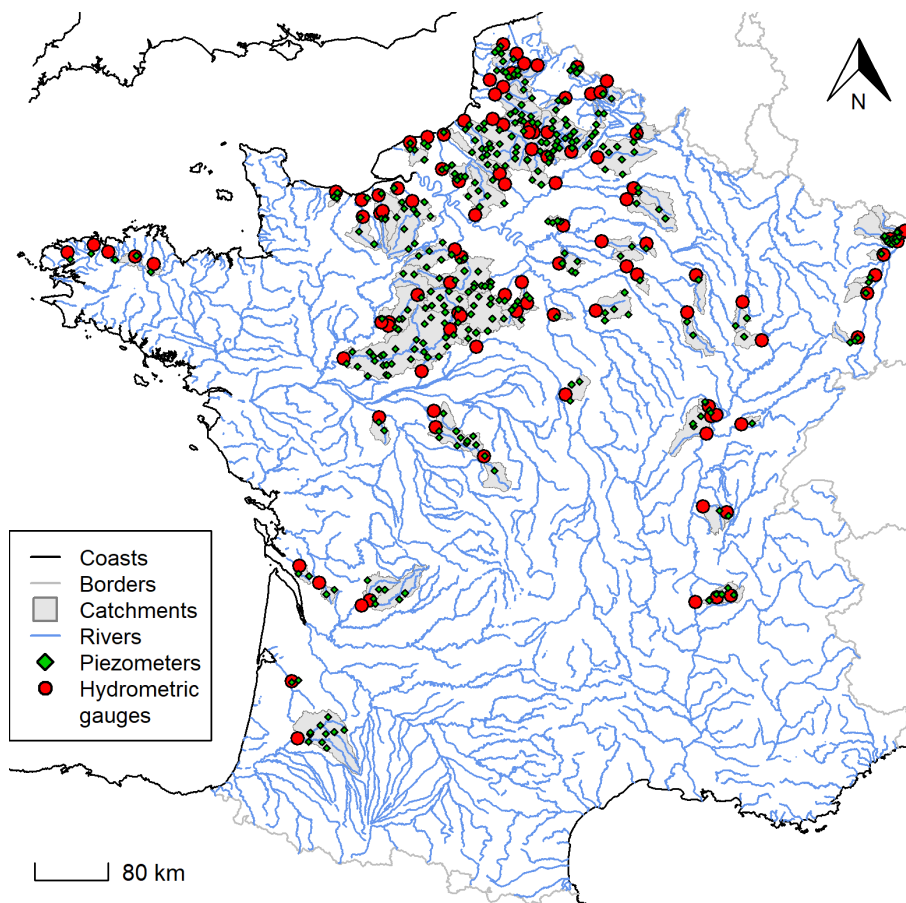 N
Coasts
Borders
Catchments
Rivers
Piezometers
Hydrometric
gauges
80 km